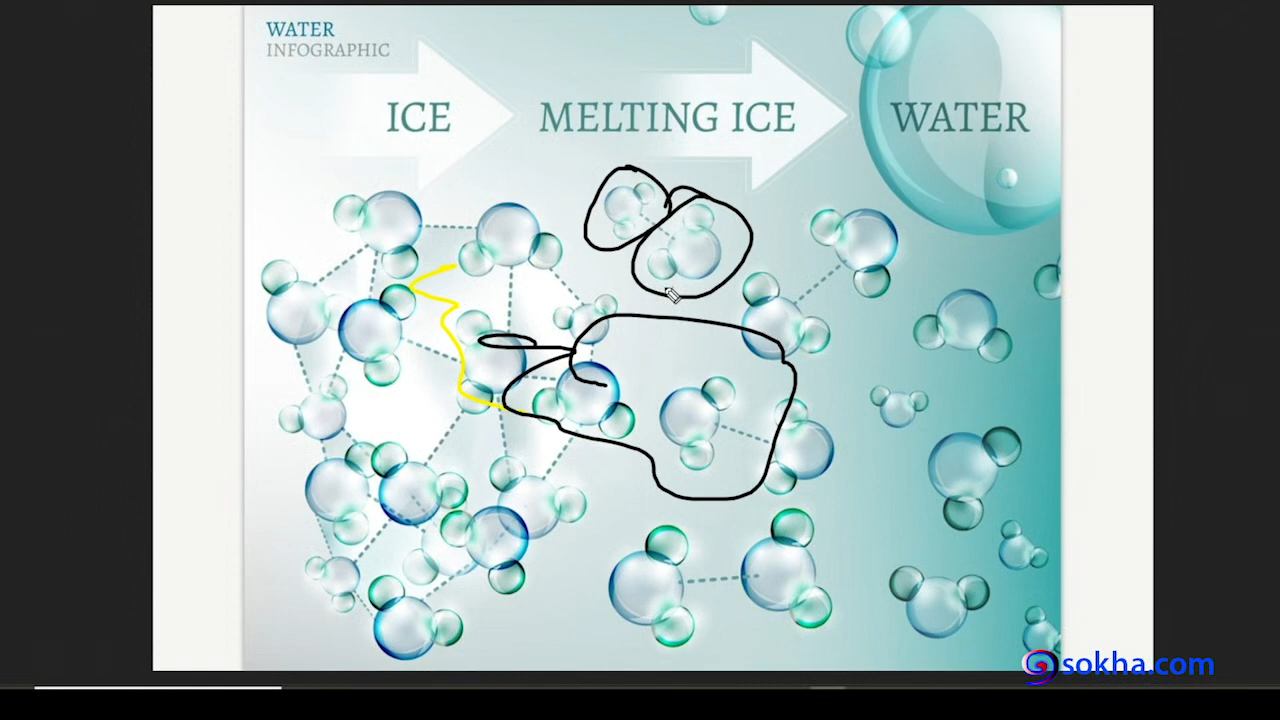 WATER
INFOGRAPHIC
ICE
MELTING ICE
WATER
sokha.com